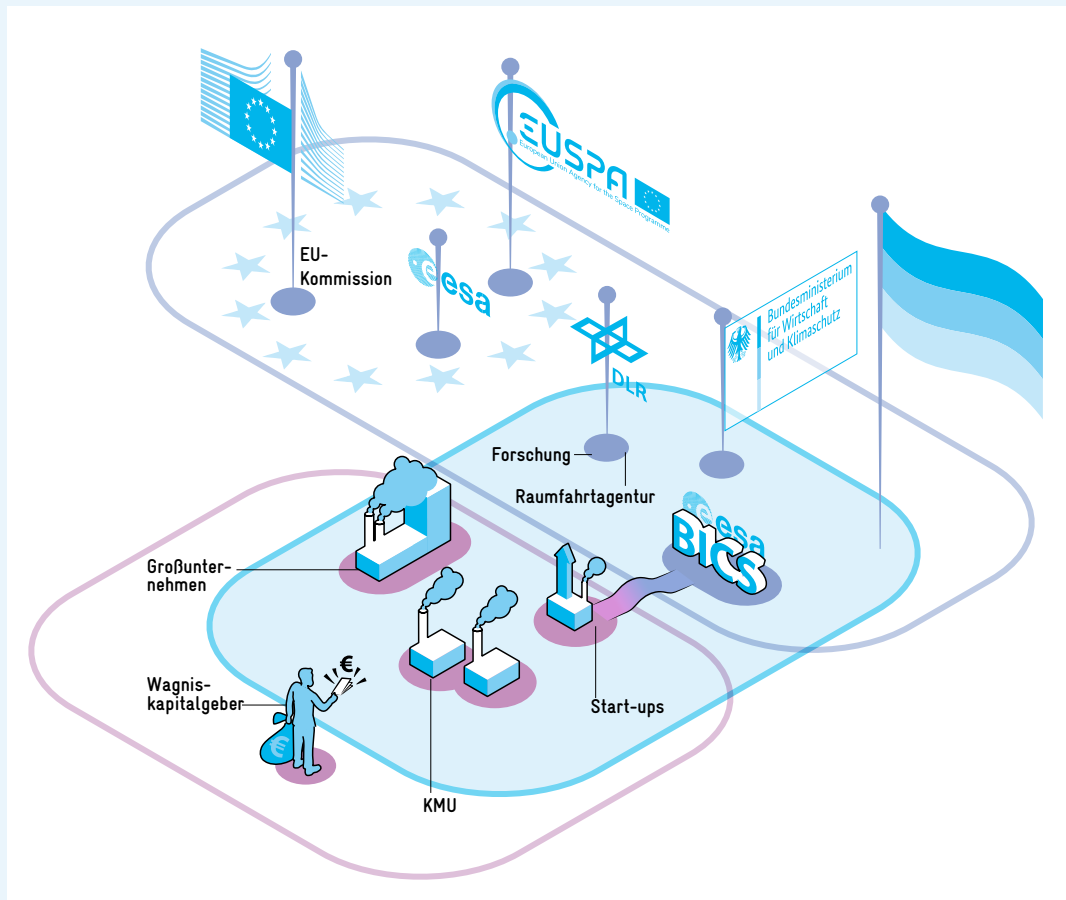 EUSPA
European Union Agency for the Space Programme
EU-
Kommission
esa
Bundesministerium
für Wirtschaft
und Klimaschutz
DLR
Forschung
Raumfahrtagentur
esa
BICS
Großunter-
nehmen
€
Wagnis-
kapitalgeber
€
Start-ups
KMU